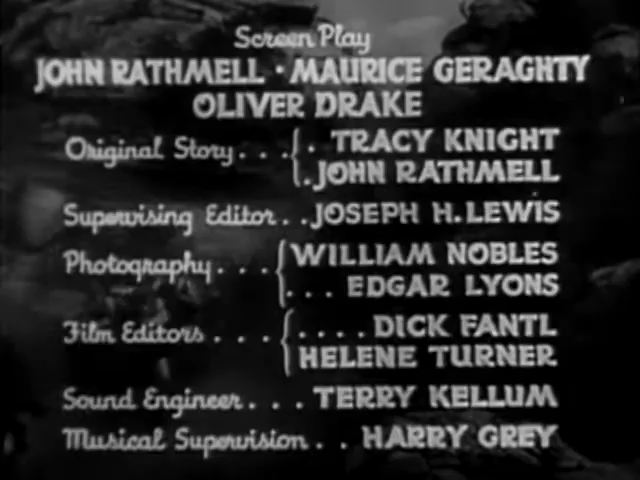 Screen Play
JOHN RATHMELL · MAURICE GERAGHTY
OLIVER DRAKE
Original Story . . . { . TRACY KNIGHT
. JOHN RATHMELL
Supervising Editor . . JOSEPH H. LEWIS
Photography . . . { WILLIAM NOBLES
. . . EDGAR LYONS
Film Editors . . . { . . . . DICK FANTL
HELENE TURNER
Sound Engineer . . . TERRY KELLUM
Musical Supervision . . HARRY GREY